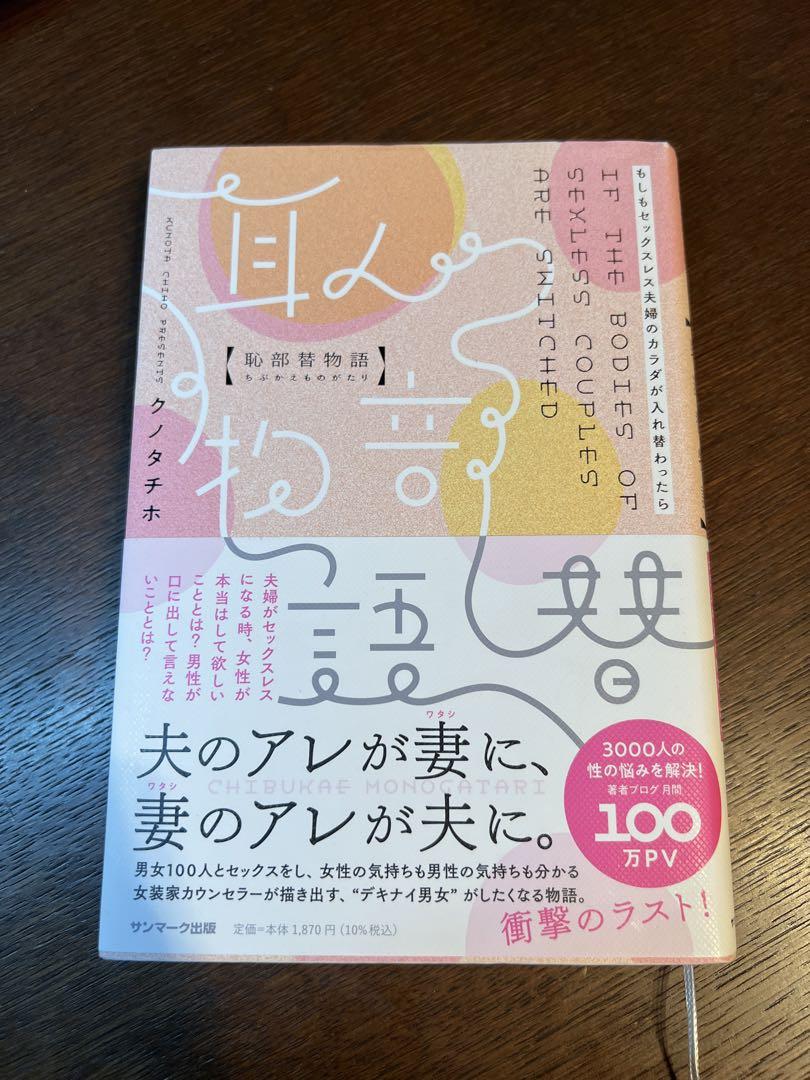 もしもセックスレス夫婦のカラダが入れ替わったら
IF THE BODIES OF
SEXLESS COUPLES
ARE SWITCHED
恥部替物語
【恥部替物語】
ちぶかえものがたり
KUNOTA CHIHO PRESENTS
クノタチホ
夫婦がセックスレス
になる時、女性が
本当はして欲しい
こととは？男性が
口に出して言えな
いこととは？
ワタシ
夫のアレが妻に、
CHIBUKAE MONOGATARI
ワタシ
妻のアレが夫に。
3000人の
性の悩みを解決！
著者ブログ 月間
100
万PV
男女100人とセックスをし、女性の気持ちも男性の気持ちも分かる
女装家カウンセラーが描き出す、“デキナイ男女”がしたくなる物語。
衝撃のラスト！
サンマーク出版 定価=本体 1,870円(10%税込)